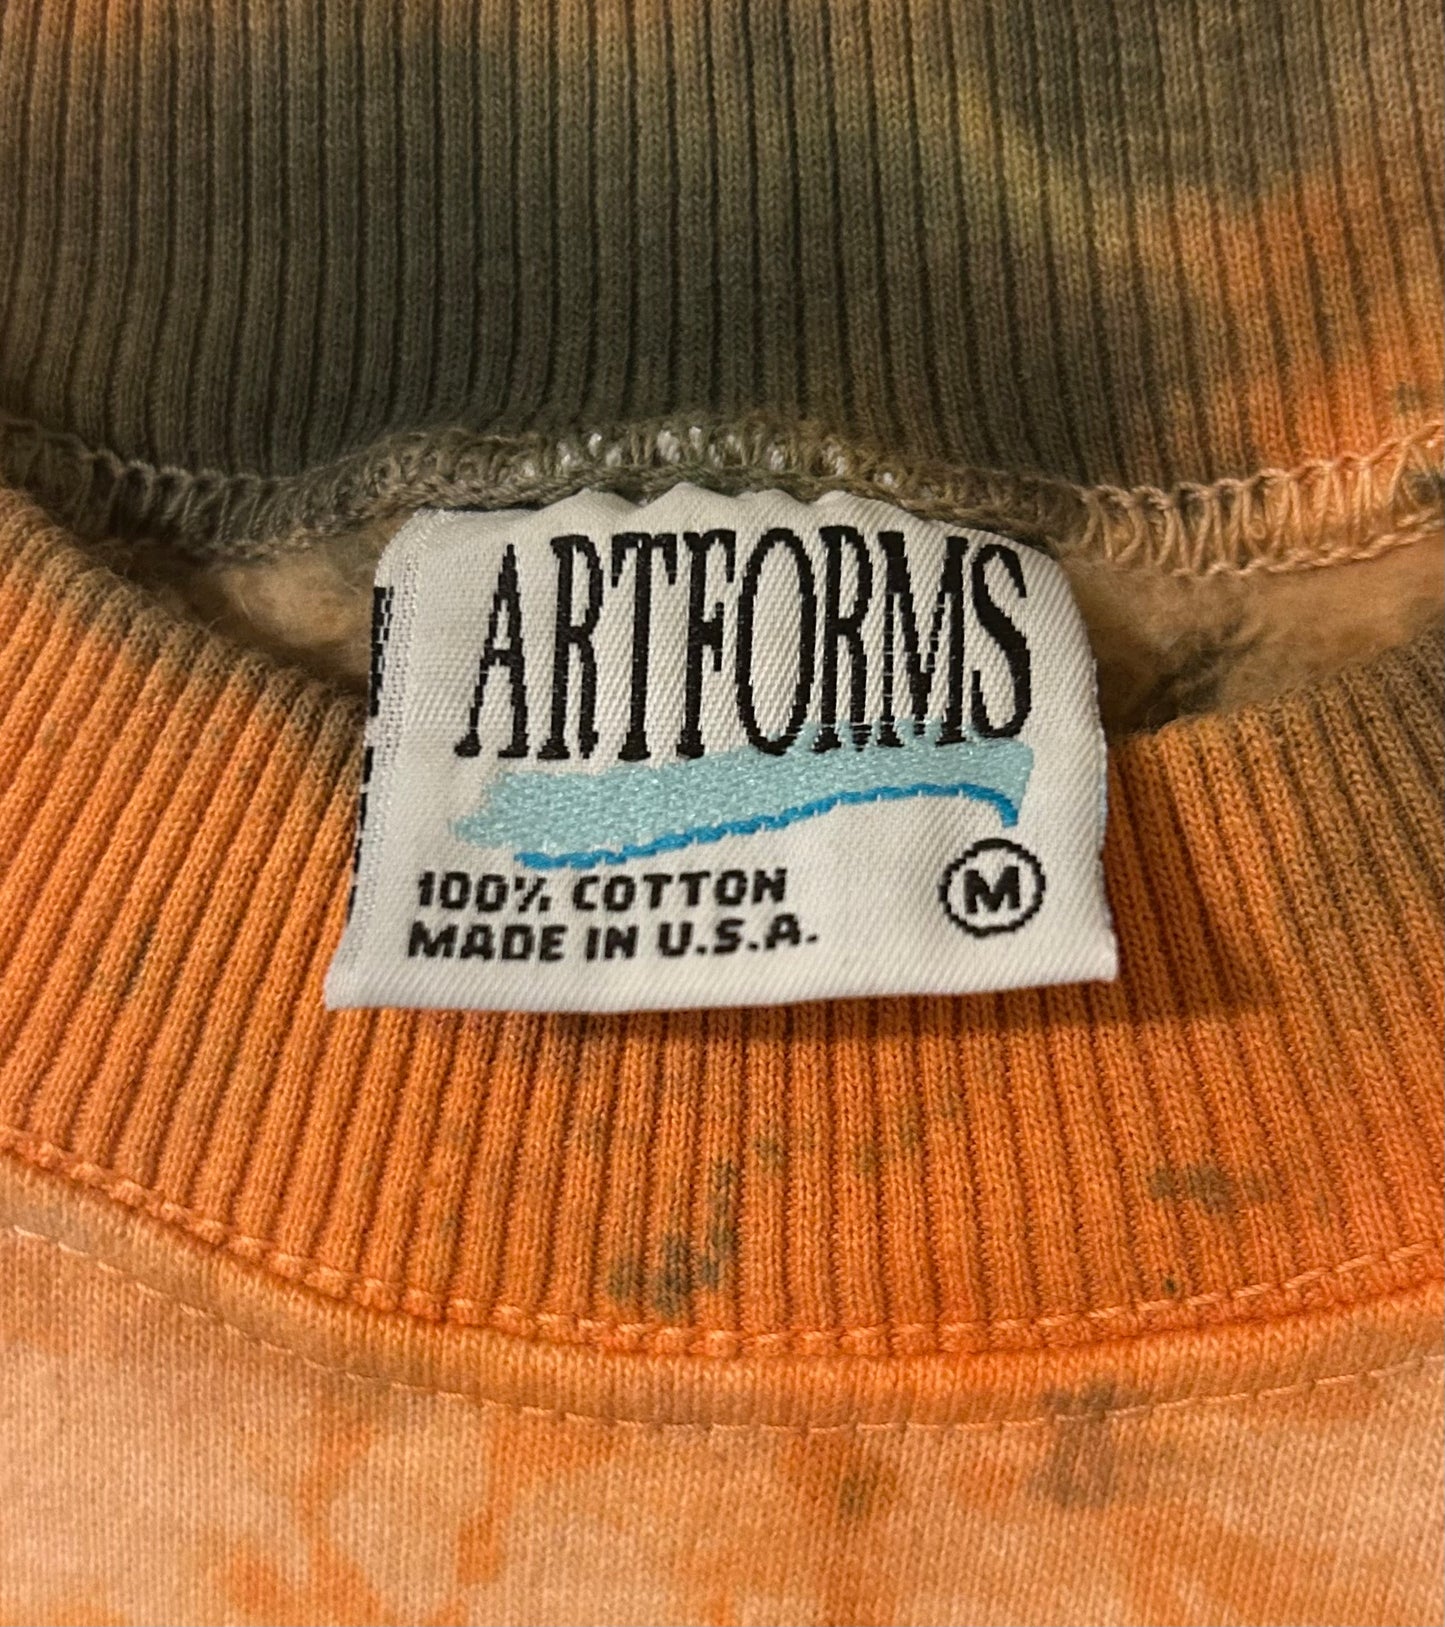 ARTFORMS
100% COTTON
MADE IN U.S.A.
M